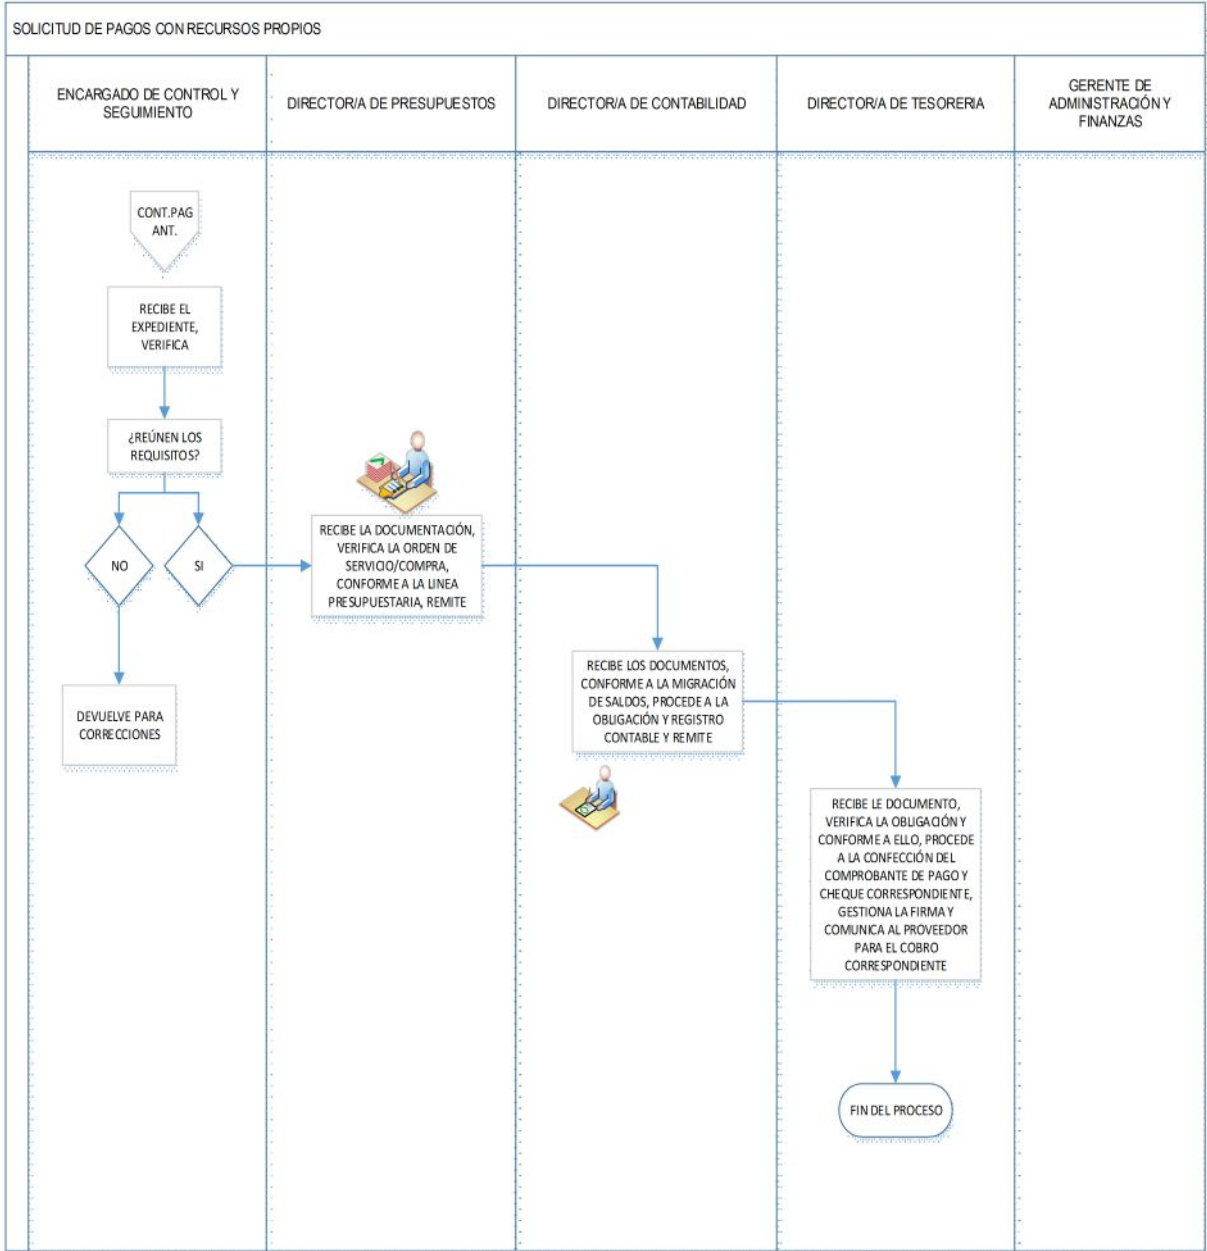 SOLICITUD DE PAGOS CON RECURSOS PROPIOS
ENCARGADO DE CONTROL Y
SEGUIMIENTO
DIRECTOR/A DE PRESUPUESTOS
DIRECTOR/A DE CONTABILIDAD
DIRECTOR/A DE TESORERIA
GERENTE DE
ADMINISTRACIÓN Y
FINANZAS
CONT.PAG
ANT.
RECIBE EL
EXPEDIENTE,
VERIFICA
¿REÚNEN LOS
REQUISITOS?
NO
SI
DEVUELVE PARA
CORRECCIONES
RECIBE LA DOCUMENTACIÓN,
VERIFICA LA ORDEN DE
SERVICIO/COMPRA,
CONFORME A LA LINEA
PRESUPUESTARIA, REMITE
RECIBE LOS DOCUMENTOS,
CONFORME A LA MIGRACIÓN
DE SALDOS, PROCEDE A LA
OBLIGACIÓN Y REGISTRO
CONTABLE Y REMITE
RECIBE LE DOCUMENTO,
VERIFICA LA OBLIGACIÓN Y
CONFORME A ELLO, PROCEDE
A LA CONFECCIÓN DEL
COMPROBANTE DE PAGO Y
CHEQUE CORRESPONDIENTE,
GESTIONA LA FIRMA Y
COMUNICA AL PROVEEDOR
PARA EL COBRO
CORRESPONDIENTE
FIN DEL PROCESO